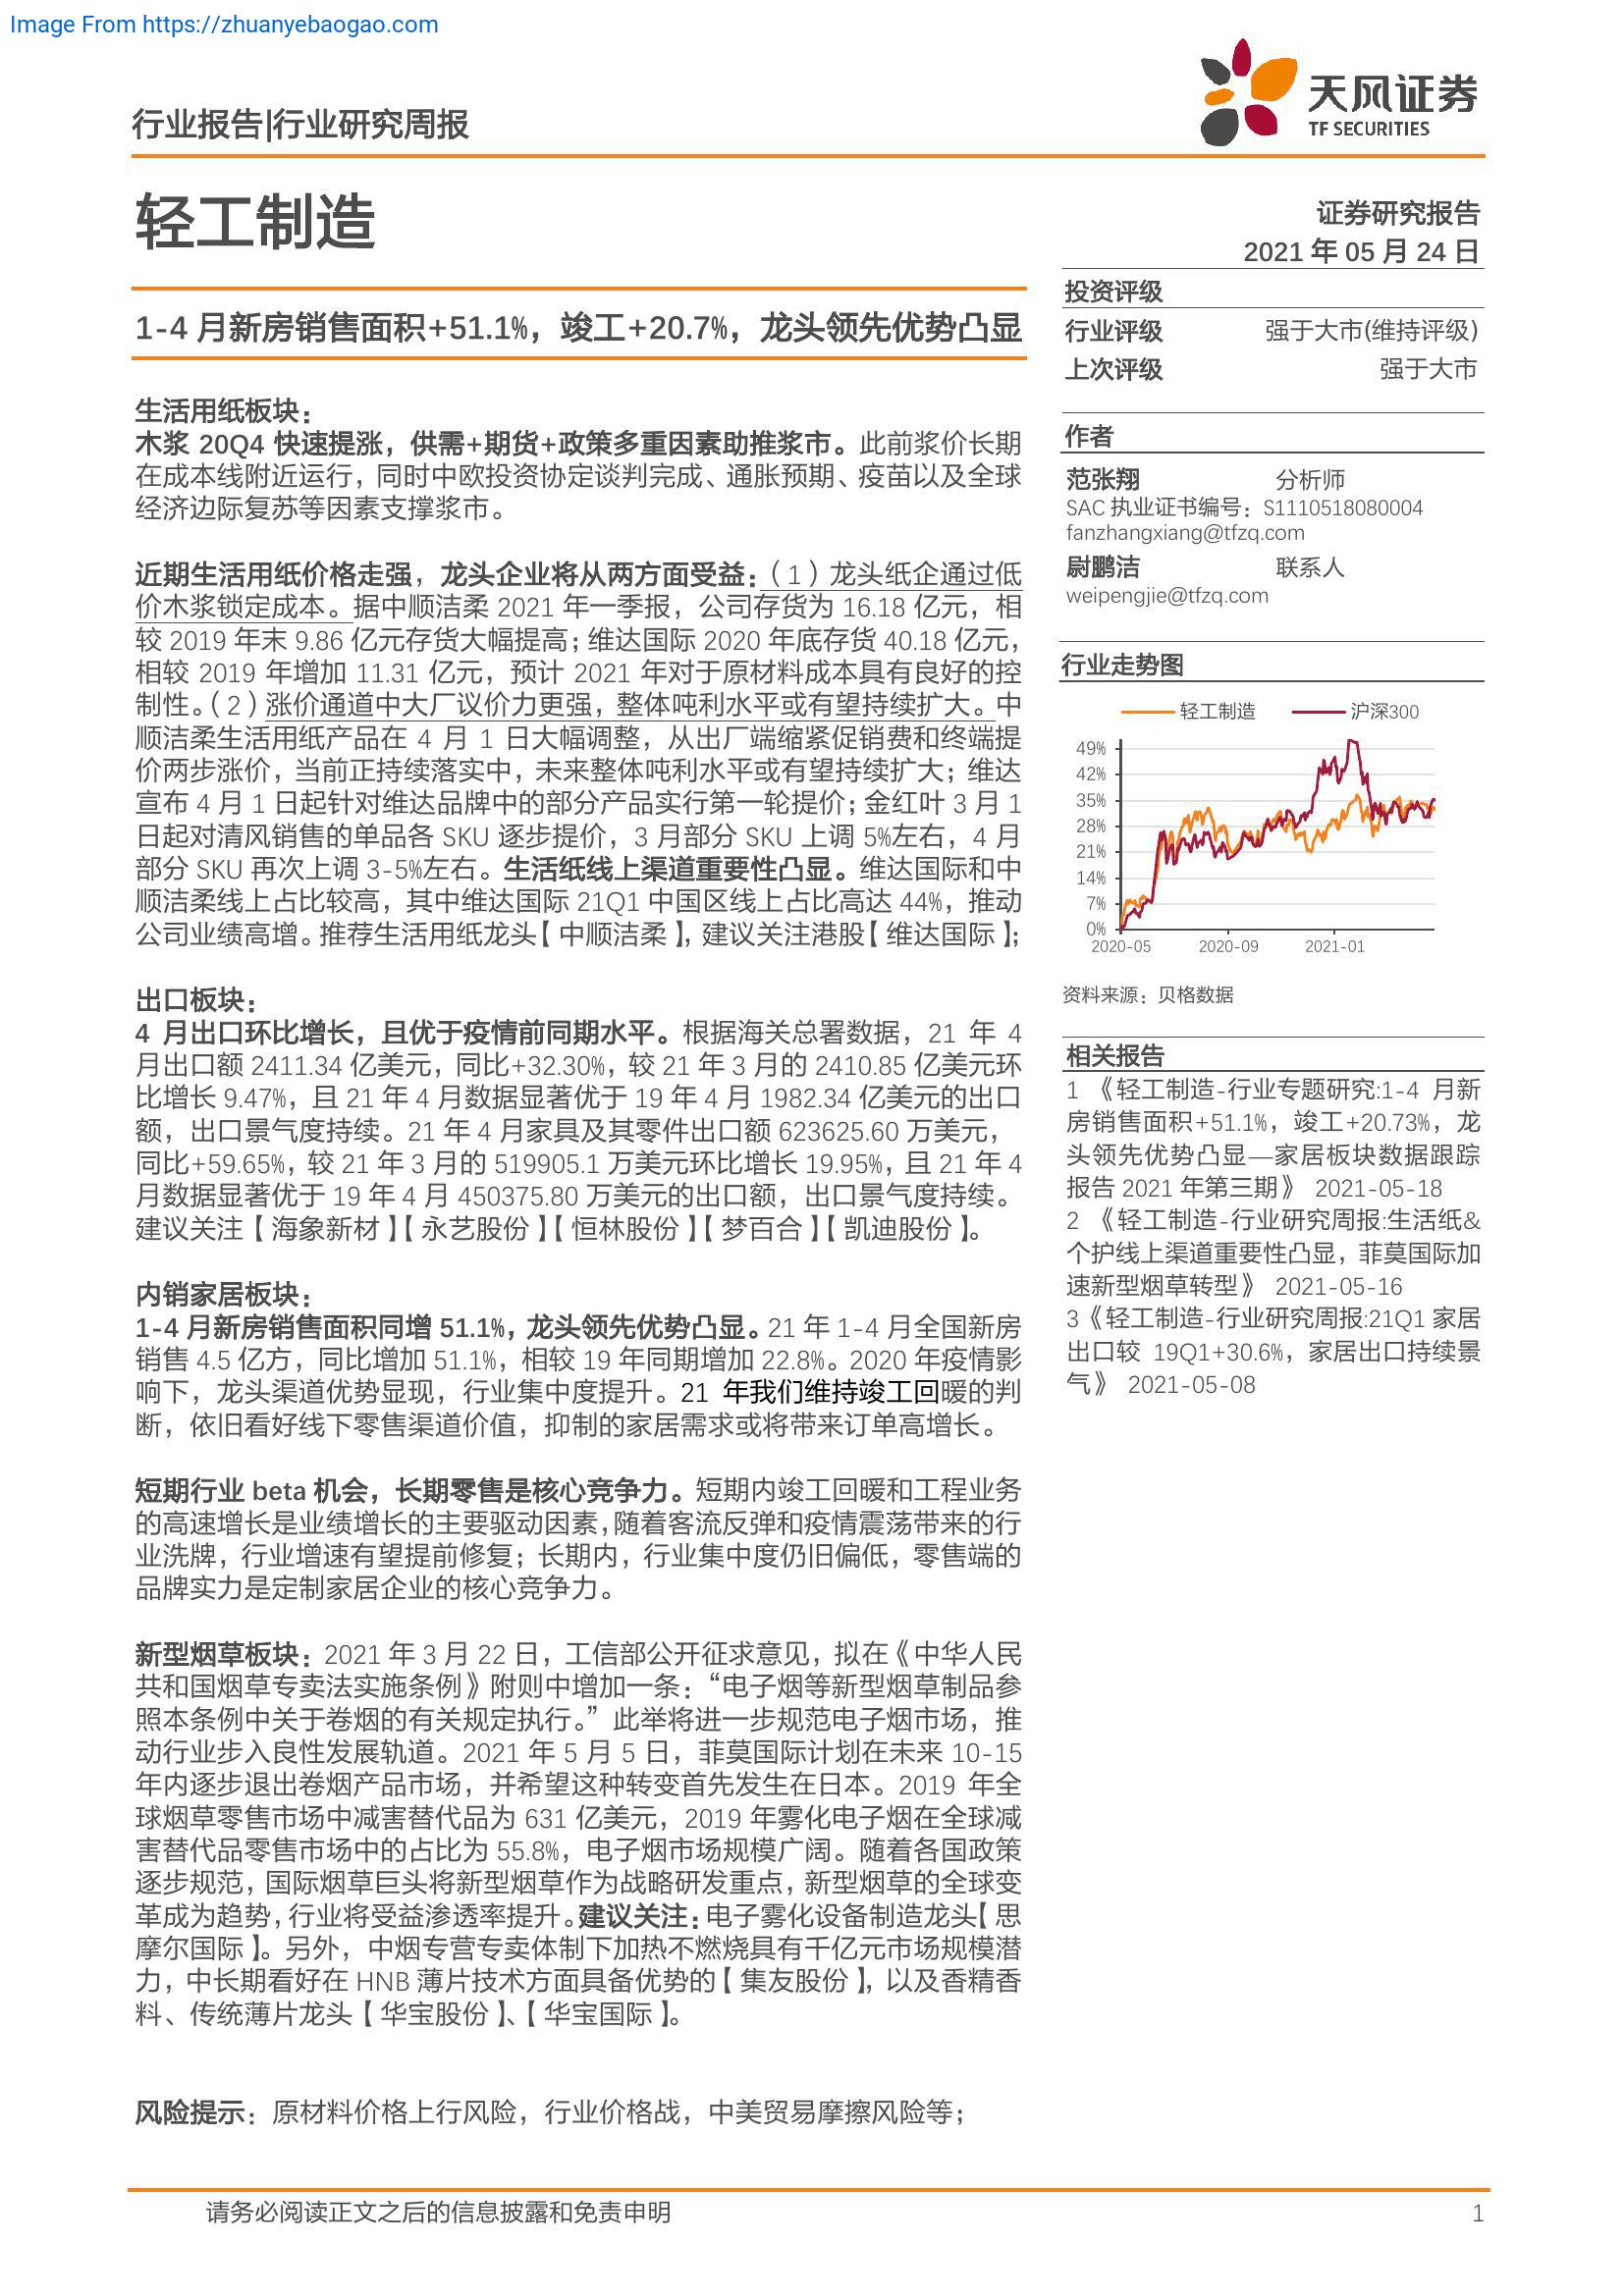 Image From https://zhuanyebaogao.com
行业报告|行业研究周报
天风证券
TF SECURITIES
轻工制造
证券研究报告
2021 年 05 月 24 日
1-4 月新房销售面积+51.1%，竣工+20.7%，龙头领先优势凸显
生活用纸板块：
木浆 20Q4 快速提涨，供需+期货+政策多重因素助推浆市。此前浆价长期
在成本线附近运行，同时中欧投资协定谈判完成、通胀预期、疫苗以及全球
经济边际复苏等因素支撑浆市。
近期生活用纸价格走强，龙头企业将从两方面受益：（1）龙头纸企通过低
价木浆锁定成本。据中顺洁柔 2021 年一季报，公司存货为 16.18 亿元，相
较 2019 年末 9.86 亿元存货大幅提高；维达国际 2020 年底存货 40.18 亿元，
相较 2019 年增加 11.31 亿元，预计 2021 年对于原材料成本具有良好的控
制性。（2）涨价通道中大厂议价力更强，整体吨利水平或有望持续扩大。中
顺洁柔生活用纸产品在 4 月 1 日大幅调整，从出厂端缩紧促销费和终端提
价两步涨价，当前正持续落实中，未来整体吨利水平或有望持续扩大；维达
宣布 4 月 1 日起针对维达品牌中的部分产品实行第一轮提价；金红叶 3 月 1
日起对清风销售的单品各 SKU 逐步提价，3 月部分 SKU 上调 5%左右，4 月
部分 SKU 再次上调 3-5%左右。生活纸线上渠道重要性凸显。维达国际和中
顺洁柔线上占比较高，其中维达国际 21Q1 中国区线上占比高达 44%，推动
公司业绩高增。推荐生活用纸龙头【中顺洁柔】，建议关注港股【维达国际】；
出口板块：
4 月出口环比增长，且优于疫情前同期水平。根据海关总署数据，21 年 4
月出口额 2411.34 亿美元，同比+32.30%，较 21 年 3 月的 2410.85 亿美元环
比增长 9.47%，且 21 年 4 月数据显著优于 19 年 4 月 1982.34 亿美元的出口
额，出口景气度持续。21 年 4 月家具及其零件出口额 623625.60 万美元，
同比+59.65%，较 21 年 3 月的 519905.1 万美元环比增长 19.95%，且 21 年 4
月数据显著优于 19 年 4 月 450375.80 万美元的出口额，出口景气度持续。
建议关注【海象新材】【永艺股份】【恒林股份】【梦百合】【凯迪股份】。
内销家居板块：
1-4 月新房销售面积同增 51.1%，龙头领先优势凸显。21 年 1-4 月全国新房
销售 4.5 亿方，同比增加 51.1%，相较 19 年同期增加 22.8%。2020 年疫情影
响下，龙头渠道优势显现，行业集中度提升。21 年我们维持竣工回暖的判
断，依旧看好线下零售渠道价值，抑制的家居需求或将带来订单高增长。
短期行业 beta 机会，长期零售是核心竞争力。短期内竣工回暖和工程业务
的高速增长是业绩增长的主要驱动因素，随着客流反弹和疫情震荡带来的行
业洗牌，行业增速有望提前修复；长期内，行业集中度仍旧偏低，零售端的
品牌实力是定制家居企业的核心竞争力。
新型烟草板块：2021 年 3 月 22 日，工信部公开征求意见，拟在《中华人民
共和国烟草专卖法实施条例》附则中增加一条：“电子烟等新型烟草制品参
照本条例中关于卷烟的有关规定执行。”此举将进一步规范电子烟市场，推
动行业步入良性发展轨道。2021 年 5 月 5 日，菲莫国际计划在未来 10-15
年内逐步退出卷烟产品市场，并希望这种转变首先发生在日本。2019 年全
球烟草零售市场中减害替代品为 631 亿美元，2019 年雾化电子烟在全球减
害替代品零售市场中的占比为 55.8%，电子烟市场规模广阔。随着各国政策
逐步规范，国际烟草巨头将新型烟草作为战略研发重点，新型烟草的全球变
革成为趋势，行业将受益渗透率提升。建议关注：电子雾化设备制造龙头【思
摩尔国际】。另外，中烟专营专卖体制下加热不燃烧具有千亿元市场规模潜
力，中长期看好在 HNB 薄片技术方面具备优势的【集友股份】，以及香精香
料、传统薄片龙头【华宝股份】、【华宝国际】。
风险提示：原材料价格上行风险，行业价格战，中美贸易摩擦风险等；
投资评级
行业评级 强于大市(维持评级)
上次评级 强于大市
作者
范张翔 分析师
SAC 执业证书编号：S1110518080004
fanzhangxiang@tfzq.com
尉鹏洁 联系人
weipengjie@tfzq.com
行业走势图
轻工制造 沪深300
49%
42%
35%
28%
21%
14%
7%
0%
2020-05 2020-09 2021-01
资料来源：贝格数据
相关报告
1 《轻工制造-行业专题研究:1-4 月新
房销售面积+51.1%，竣工+20.73%，龙
头领先优势凸显—家居板块数据跟踪
报告 2021 年第三期》 2021-05-18
2 《轻工制造-行业研究周报:生活纸&
个护线上渠道重要性凸显，菲莫国际加
速新型烟草转型》 2021-05-16
3《轻工制造-行业研究周报:21Q1 家居
出口较 19Q1+30.6%，家居出口持续景
气》 2021-05-08
请务必阅读正文之后的信息披露和免责申明 1